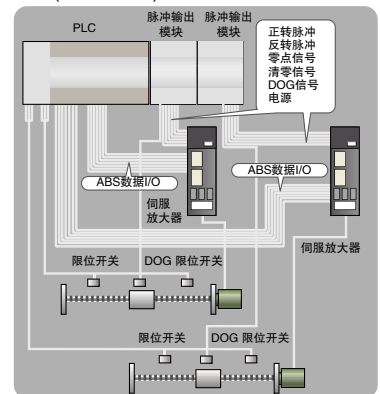 PLC
脉冲输出
模块
脉冲输出
模块
正转脉冲
反转脉冲
零点信号
清零信号
DOG信号
电源
ABS数据I/O
ABS数据I/O
伺服
放大器
伺服放大器
限位开关
DOG 限位开关
限位开关
DOG 限位开关